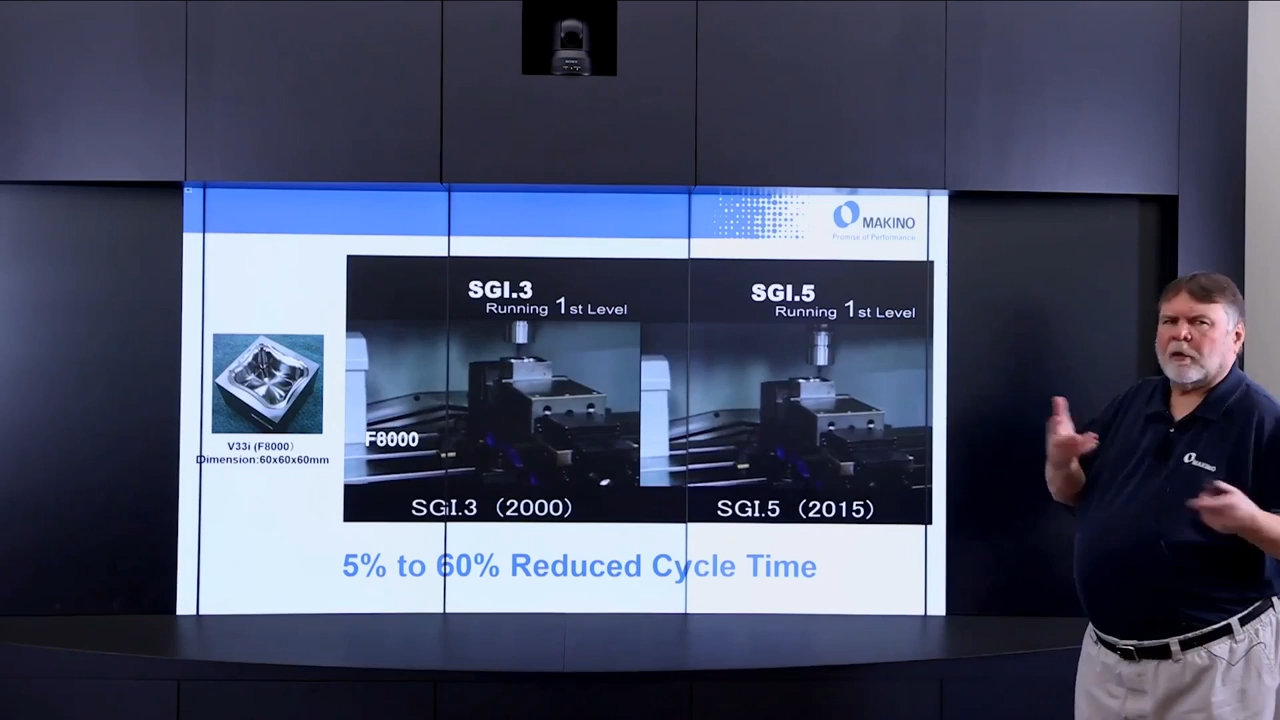 MAKINO
Promise of Performance
SGI.3
Running 1st Level
SGI.5
Running 1st Level
F8000
V33i (F8000)
Dimension:60x60x60mm
SGI.3 (2000)
SGI.5 (2015)
5% to 60% Reduced Cycle Time
MAKINO